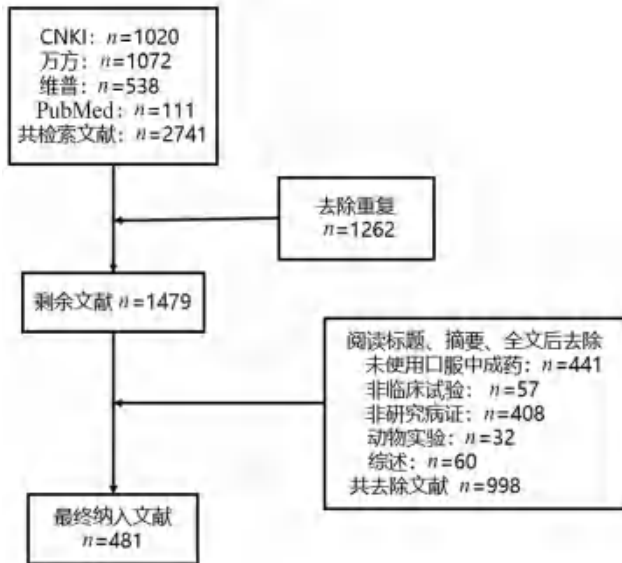 CNKI：n=1020
万方：n=1072
维普：n=538
PubMed：n=111
共检索文献：n=2741
去除重复
n=1262
剩余文献 n=1479
阅读标题、摘要、全文后去除
未使用口服中成药：n=441
非临床试验： n=57
非研究病证：n=408
动物实验：n=32
综述：n=60
共去除文献 n=998
最终纳入文献
n=481